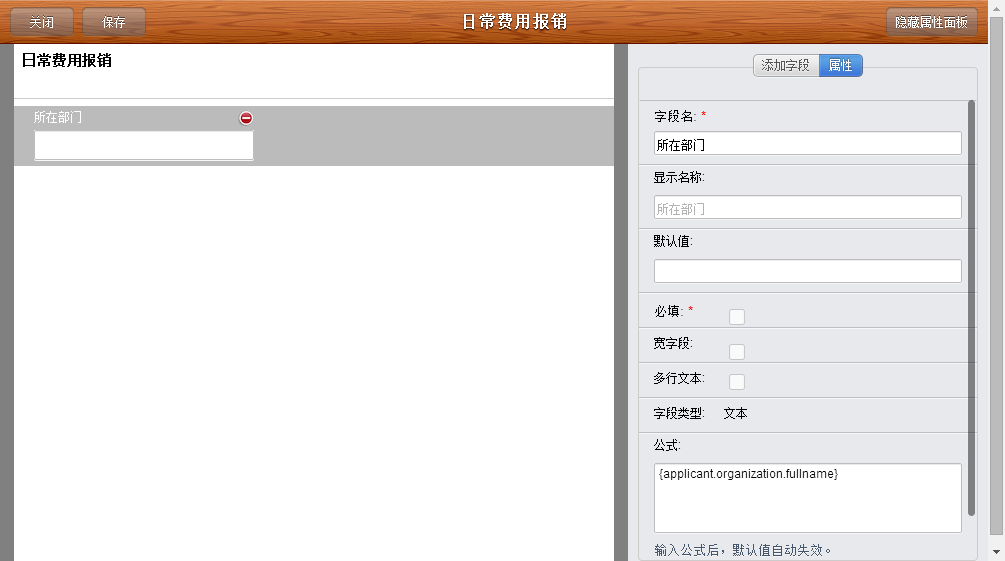 关闭 保存 日常费用报销 隐藏属性面板
日常费用报销
所在部门
添加字段 属性
字段名: *
所在部门
显示名称:
所在部门
默认值:
必填: *
宽字段:
多行文本:
字段类型: 文本
公式:
{applicant.organization.fullname}
输入公式后，默认值自动失效。